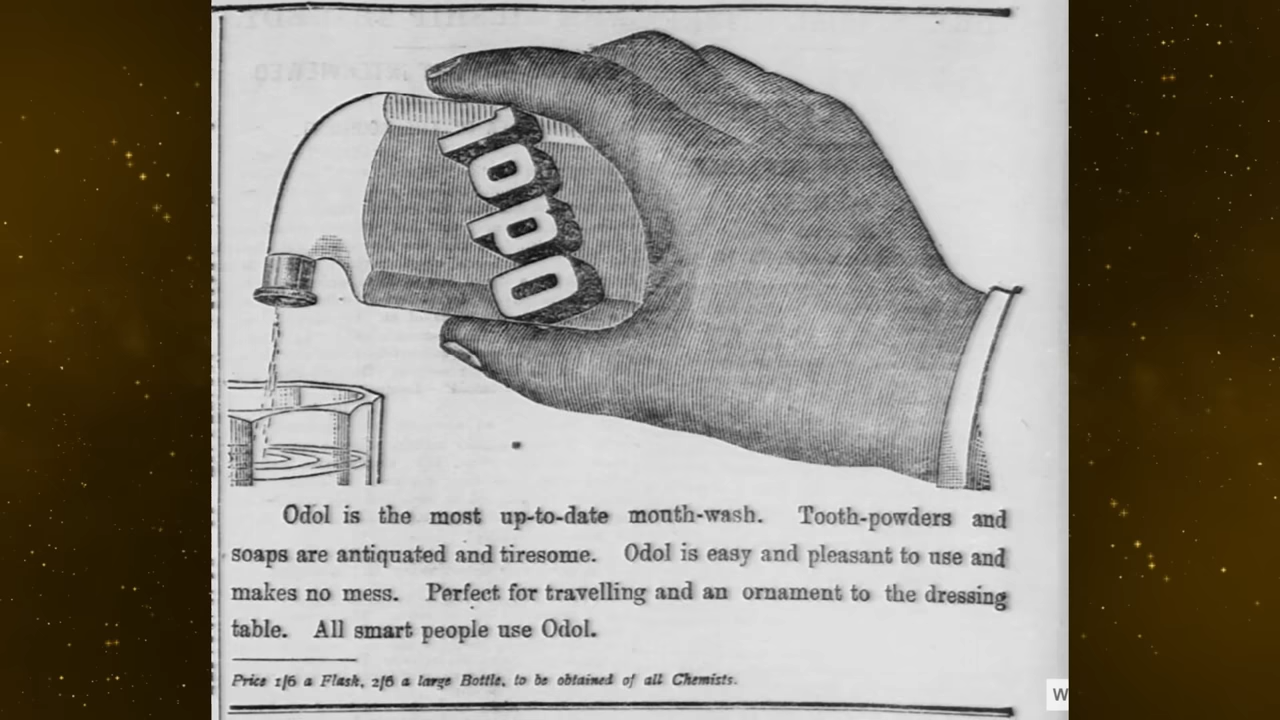 Odol
Odol is the most up-to-date mouth-wash. Tooth-powders and
soaps are antiquated and tiresome. Odol is easy and pleasant to use and
makes no mess. Perfect for travelling and an ornament to the dressing
table. All smart people use Odol.
Price 1/6 a Flask, 2/6 a large Bottle, to be obtained of all Chemists.
W